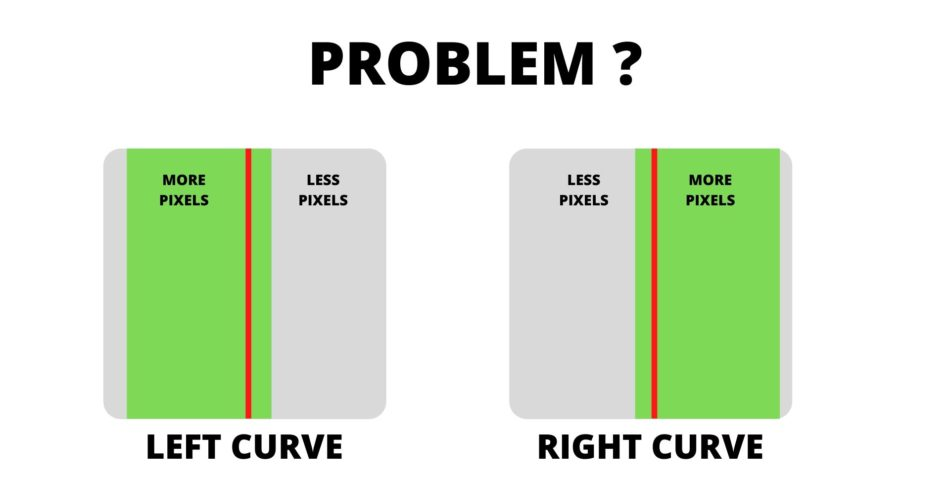 PROBLEM ?
MORE
PIXELS
LESS
PIXELS
LESS
PIXELS
MORE
PIXELS
LEFT CURVE
RIGHT CURVE